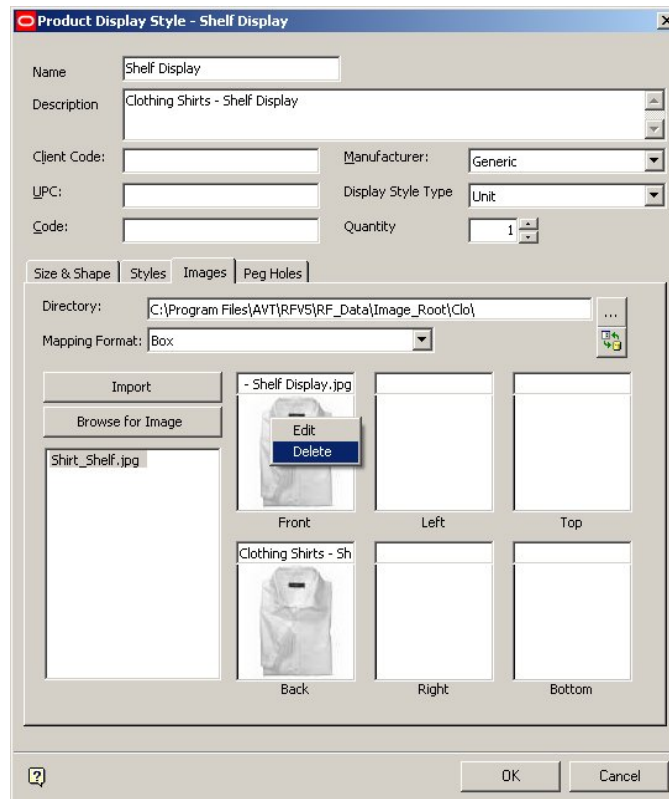 Product Display Style - Shelf Display
Name
Shelf Display
Description
Clothing Shirts - Shelf Display
Client Code:
Manufacturer:
Generic
UPC:
Display Style Type
Unit
Code:
Quantity
1
Size & Shape
Styles
Images
Peg Holes
Directory:
C:\Program Files\AVT\RFV5\RF_Data\Image_Root\Clo\
...
Mapping Format:
Box
Import
- Shelf Display.jpg
Browse for Image
Edit
Delete
Shirt_Shelf.jpg
Front
Left
Top
Clothing Shirts - Sh
Back
Right
Bottom
?
OK
Cancel